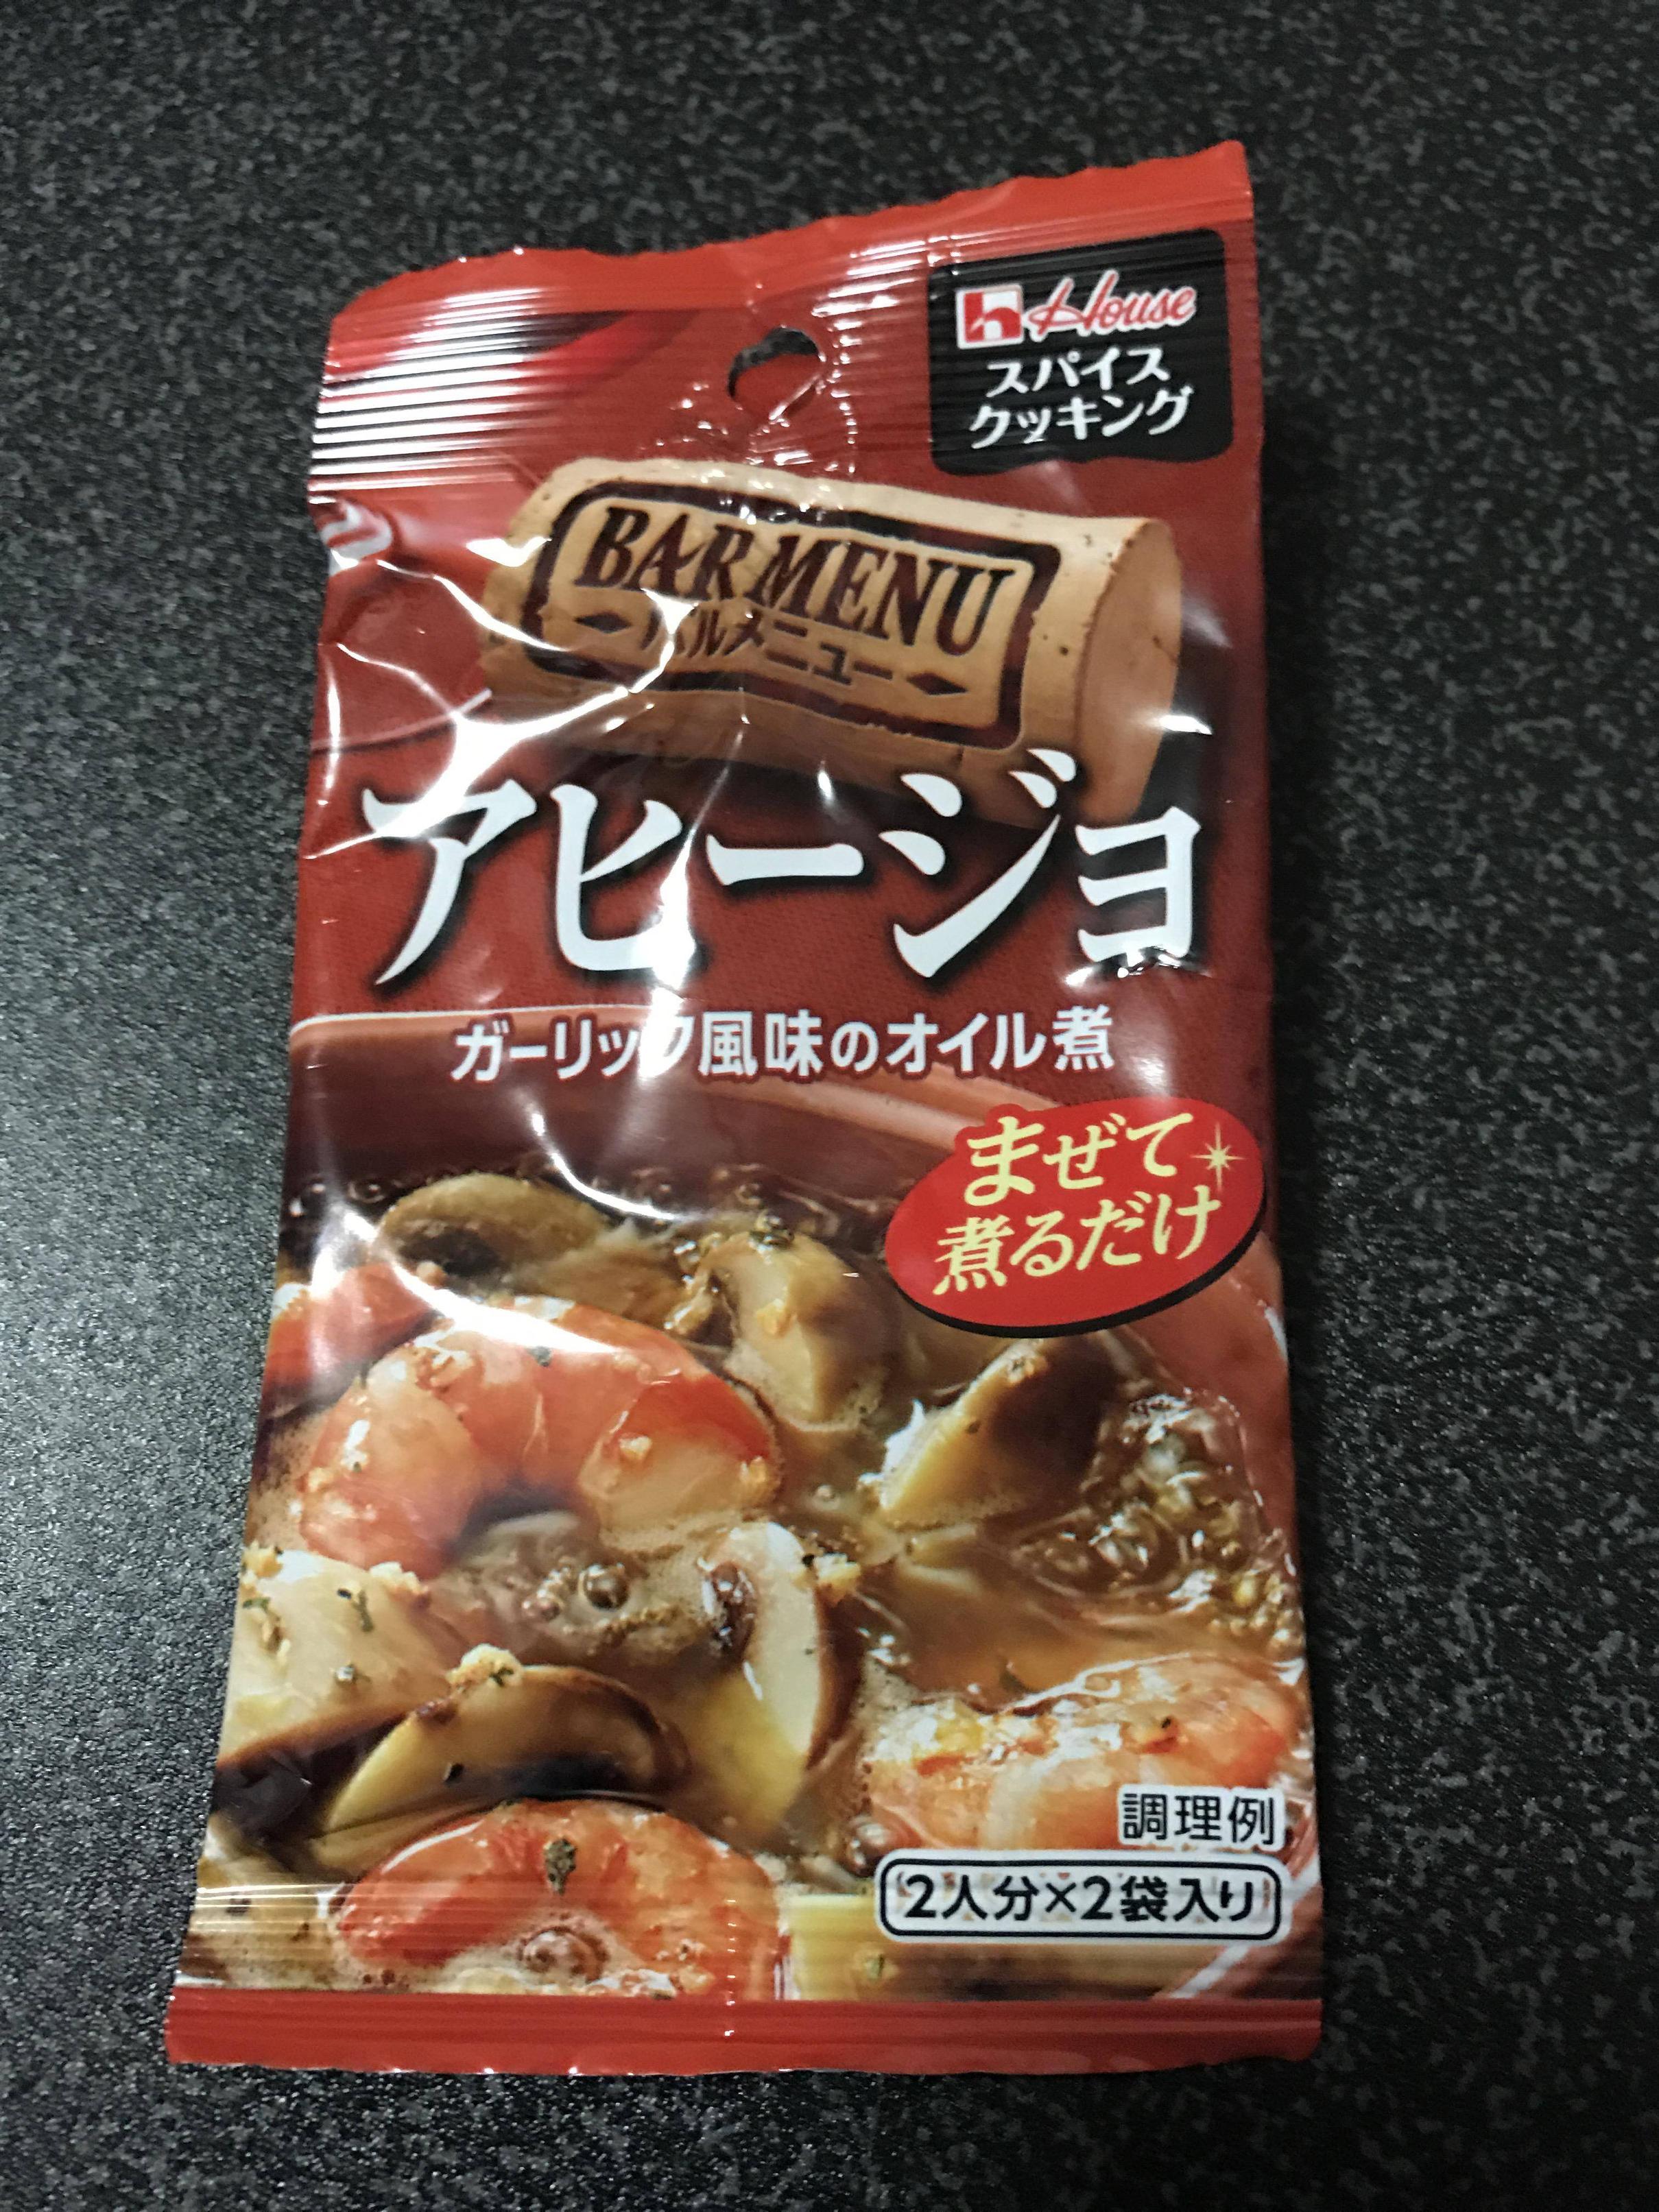 House
スパイス
クッキング
BAR MENU
バルメニュー
アヒージョ
ガーリック風味のオイル煮
まぜて
煮るだけ
調理例
2人分×2袋入り